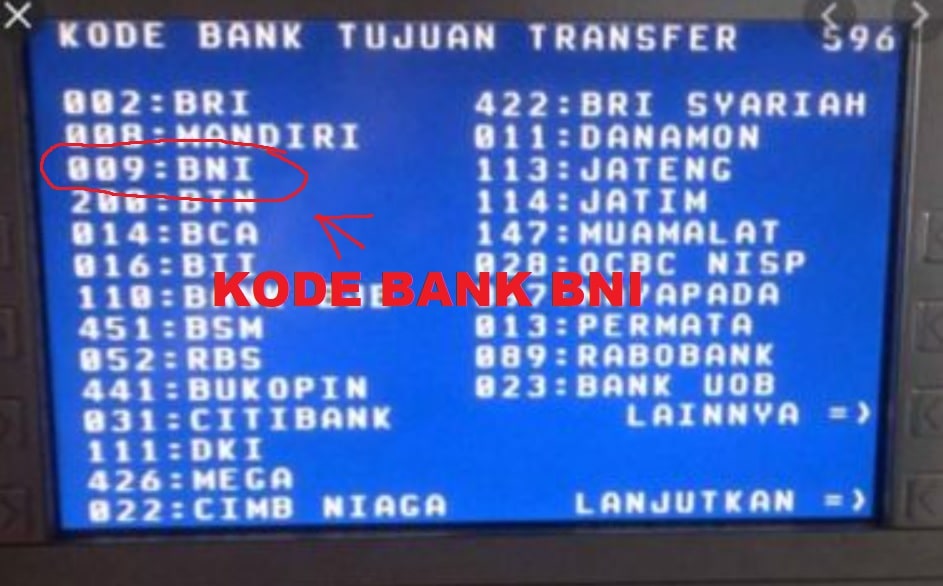 KODE BANK TUJUAN TRANSFER 596
002:BRI
008:MANDIRI
009:BNI
200:BTN
014:BCA
016:BII
110:
451:BSM
052:RBS
441:BUKOPIN
031:CITIBANK
111:DKI
426:MEGA
022:CIMB NIAGA
422:BRI SYARIAH
011:DANAMON
113:JATENG
114:JATIM
147:MUAMALAT
028:OCBC NISP
013:PERMATA
089:RABOBANK
023:BANK UOB
LAINNYA =)
LANJUTKAN =)
KODE BANK BNI